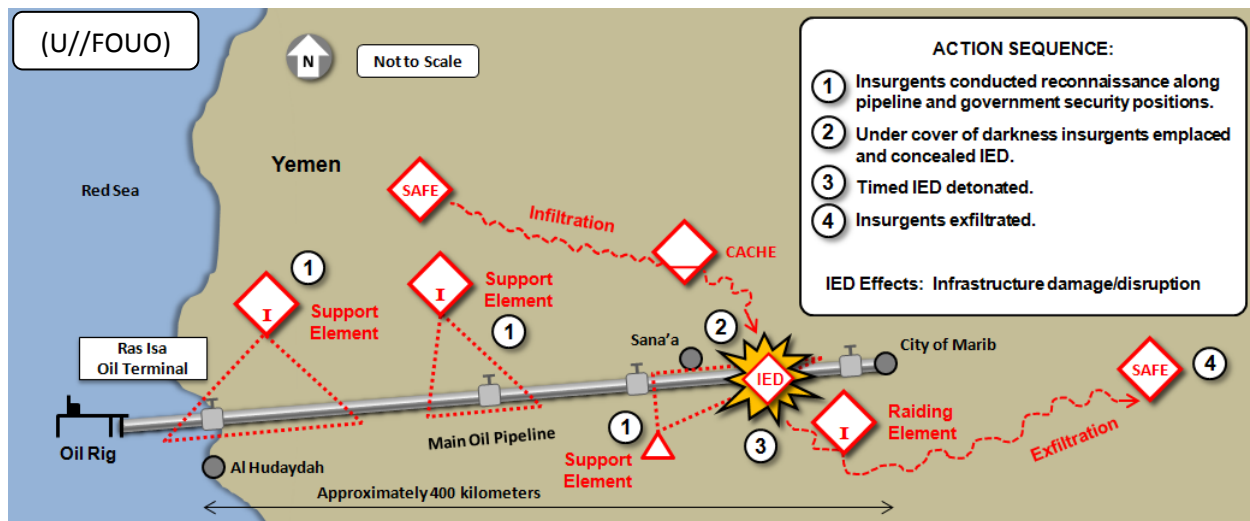 (U//FOUO)
N
Not to Scale
ACTION SEQUENCE:
1
Insurgents conducted reconnaissance along
pipeline and government security positions.
2
Under cover of darkness insurgents emplaced
and concealed IED.
3
Timed IED detonated.
4
Insurgents exfiltrated.
IED Effects: Infrastructure damage/disruption
Yemen
Red Sea
SAFE
Infiltration
CACHE
1
I
Support
Element
I
Support
Element
1
2
Sana'a
City of Marib
Ras Isa
Oil Terminal
IED
SAFE
4
Oil Rig
Main Oil Pipeline
1
Support
Element
3
I
Raiding
Element
Exfiltration
Al Hudaydah
Approximately 400 kilometers